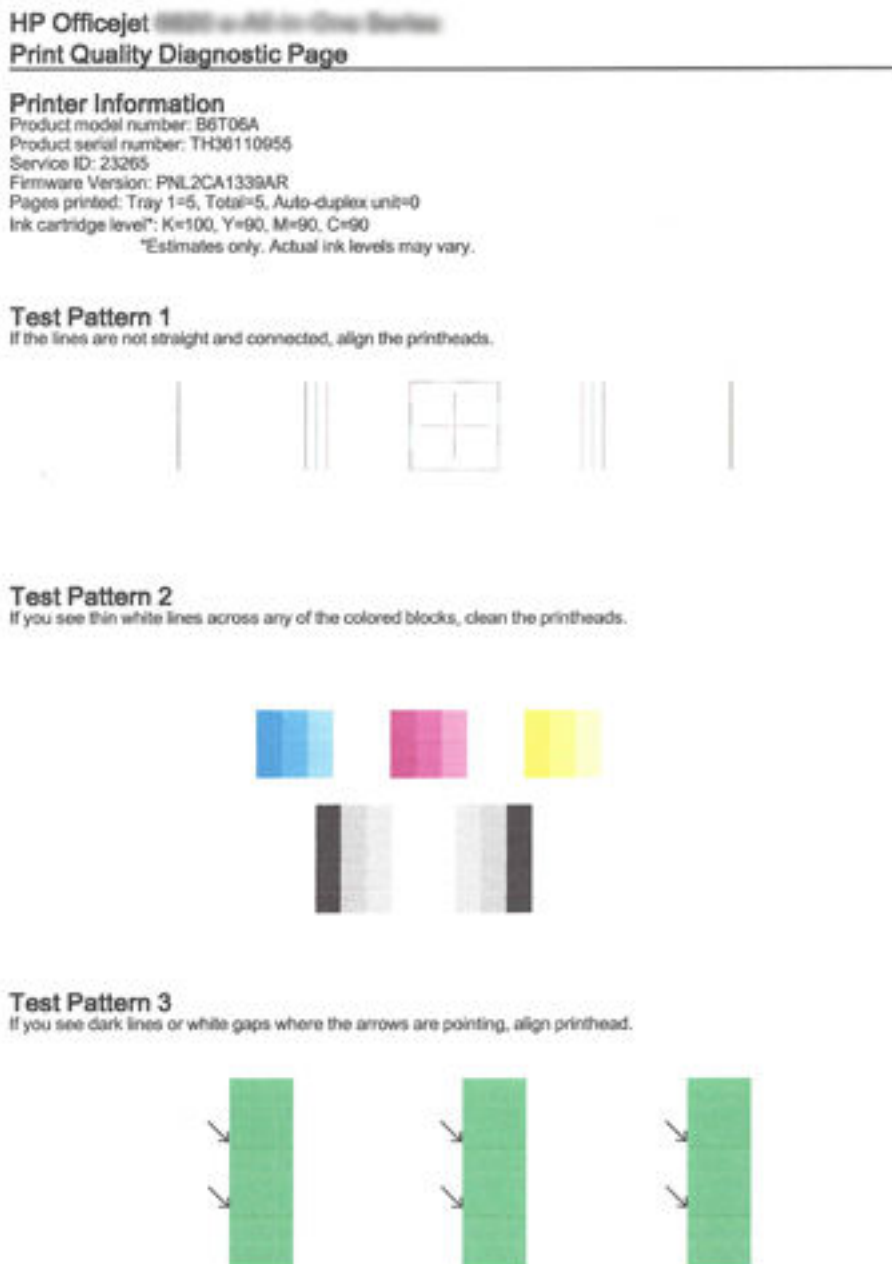 HP Officejet
Print Quality Diagnostic Page
Printer Information
Product model number: B6T06A
Product serial number: TH36110955
Service ID: 23265
Firmware Version: PNL2CA1339AR
Pages printed: Tray 1=5, Total=5, Auto-duplex unit=0
Ink cartridge level*: K=100, Y=90, M=90, C=90
*Estimates only. Actual ink levels may vary.
Test Pattern 1
If the lines are not straight and connected, align the printheads.
Test Pattern 2
If you see thin white lines across any of the colored blocks, clean the printheads.
Test Pattern 3
If you see dark lines or white gaps where the arrows are pointing, align printhead.